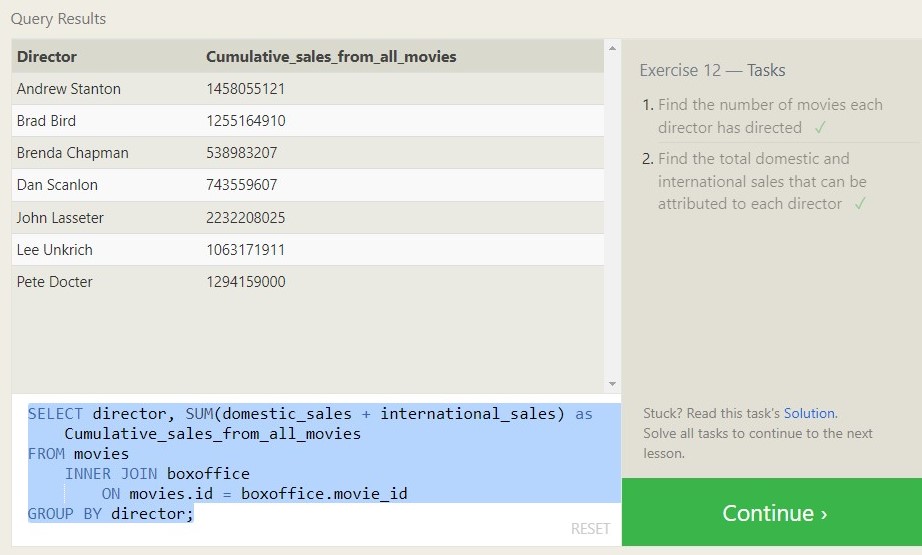 Query Results
Director Cumulative_sales_from_all_movies
Andrew Stanton 1458055121
Brad Bird 1255164910
Brenda Chapman 538983207
Dan Scanlon 743559607
John Lasseter 2232208025
Lee Unkrich 1063171911
Pete Docter 1294159000
SELECT director, SUM(domestic_sales + international_sales) as
Cumulative_sales_from_all_movies
FROM movies
INNER JOIN boxoffice
ON movies.id = boxoffice.movie_id
GROUP BY director;
RESET
Exercise 12 — Tasks
1. Find the number of movies each
director has directed ✓
2. Find the total domestic and
international sales that can be
attributed to each director ✓
Stuck? Read this task's Solution.
Solve all tasks to continue to the next
lesson.
Continue ›